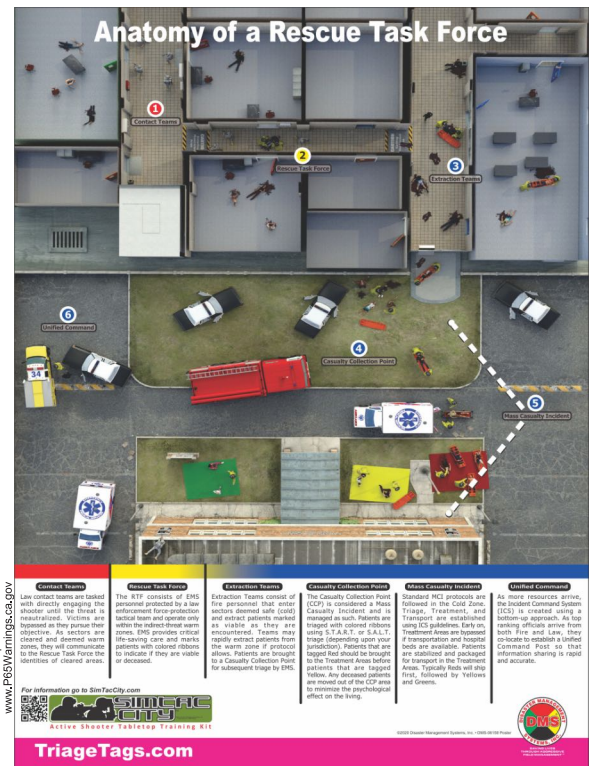 Anatomy of a Rescue Task Force
1
Contact Teams
2
Rescue Task Force
3
Extraction Teams
6
Unified Command
4
Casualty Collection Point
34
5
Mass Casualty Incident
Contact Teams
Law contact teams are tasked
with directly engaging the
shooter until the threat is
neautralized. Victims are
bypassed as they pursue their
objective. As sectors are
cleared and deemed warm
zones, they will communicate
to the Rescue Task Force the
identities of cleared areas.
Rescue Task Force
The RTF consists of EMS
personnel protected by a law
enforcement force-protection
tactical team and operate only
within the indirect-threat warm
zones. EMS provides critical
life-saving care and marks
patients with colored ribbons
to indicate if they are viable
or deceased.
Extraction Teams
Extraction Teams consist of
fire personnel that enter
sectors deemed safe (cold)
and extract patients marked
as viable as they are
encountered. Teams may
rapidly extract patients from
the warm zone if protocol
allows. Patients are brought
to a Casualty Collection Point
for subsequent triage by EMS.
Casualty Collection Point
The Casualty Collection Point
(CCP) is considered a Mass
Casualty Incident and is
managed as such. Patients are
triaged with colored ribbons
using S.T.A.R.T. or S.A.L.T.
triage (depending upon your
jurisdiction). Patients that are
tagged Red should be brought
to the Treatment Areas before
patients that are tagged
Yellow. Any deceased patients
are moved out of the CCP area
to minimize the psychological
effect on the living.
Mass Casualty Incident
Standard MCI protocols are
followed in the Cold Zone.
Triage, Treatment, and
Transport are established
using ICS guidelines. Early on,
Treatment Areas are bypassed
if transportation and hospital
beds are available. Patients
are stabilized and packaged
for transport in the Treatment
Areas. Typically Reds will ship
first, followed by Yellows
and Greens.
Unified Command
As more resources arrive,
the Incident Command System
(ICS) is created using a
bottom-up approach. As top
ranking officials arrive from
both Fire and Law, they
co-locate to establish a Unified
Command Post so that
information sharing is rapid
and accurate.
www.P65Warnings.ca.gov
For information go to SimTacCity.com
SIMTAC
CITY
Active Shooter Tabletop Training Kit
DISASTER MANAGEMENT
DMS
SYSTEMS, INC.
TriageTags.com